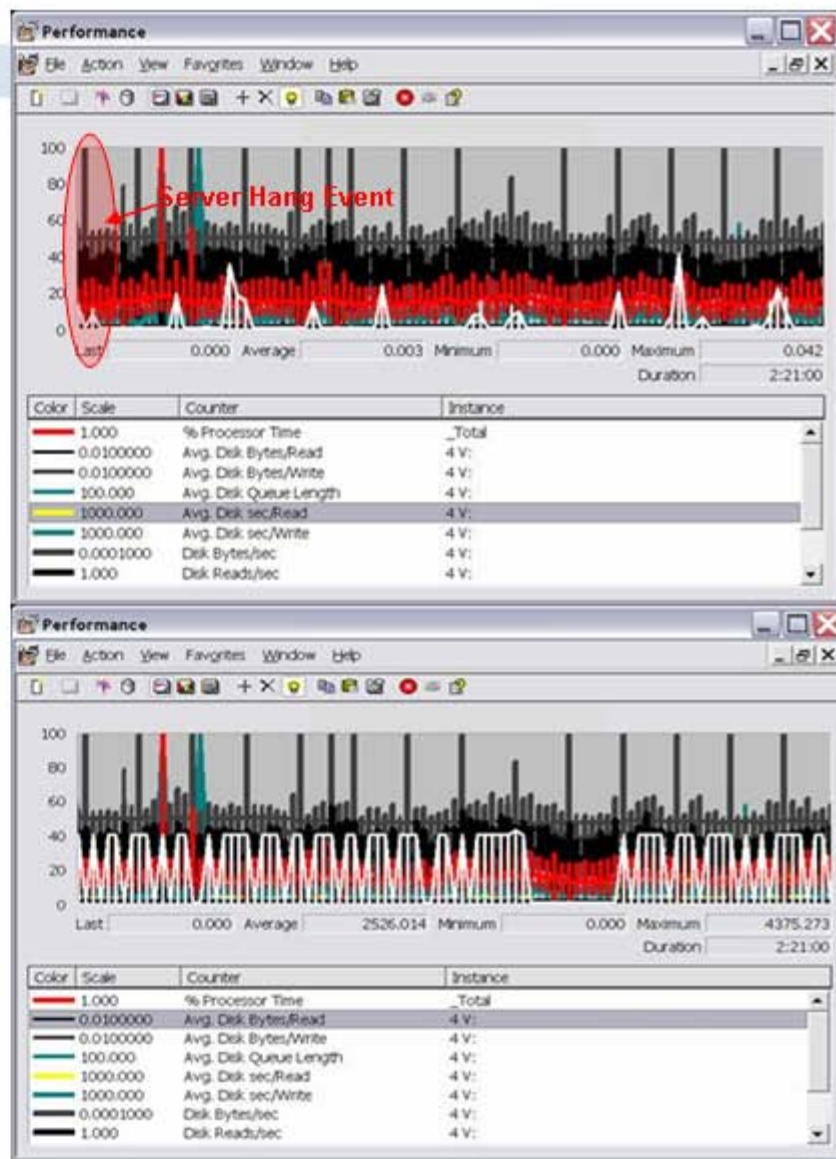 Performance
File Action View Favorites Window Help
100
80
60
40
20
0
Server Hang Event
Last 0.000 Average 0.003 Minimum 0.000 Maximum 0.042
Duration 2:21:00
Color Scale Counter Instance
1.000 % Processor Time _Total
0.0100000 Avg. Disk Bytes/Read 4 V:
0.0100000 Avg. Disk Bytes/Write 4 V:
100.000 Avg. Disk Queue Length 4 V:
1000.000 Avg. Disk sec/Read 4 V:
1000.000 Avg. Disk sec/Write 4 V:
0.0001000 Disk Bytes/sec 4 V:
1.000 Disk Reads/sec 4 V:
Performance
File Action View Favorites Window Help
100
80
60
40
20
0
Last 0.000 Average 2526.014 Minimum 0.000 Maximum 4375.273
Duration 2:21:00
Color Scale Counter Instance
1.000 % Processor Time _Total
0.0100000 Avg. Disk Bytes/Read 4 V:
0.0100000 Avg. Disk Bytes/Write 4 V:
100.000 Avg. Disk Queue Length 4 V:
1000.000 Avg. Disk sec/Read 4 V:
1000.000 Avg. Disk sec/Write 4 V:
0.0001000 Disk Bytes/sec 4 V:
1.000 Disk Reads/sec 4 V: